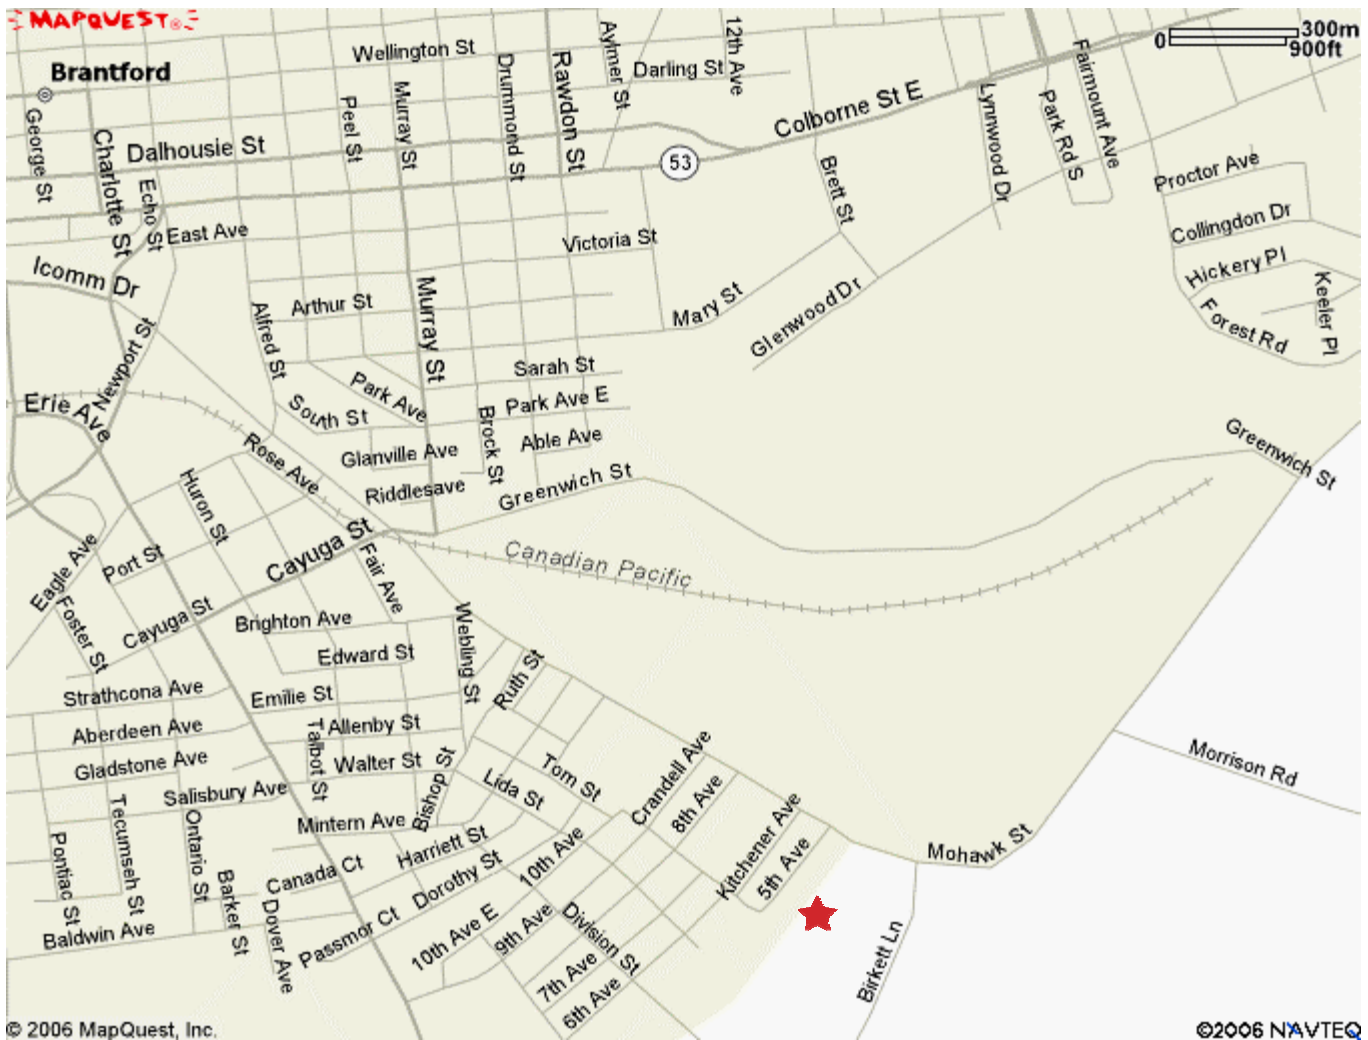 MAPQUEST
300m
0
900ft
Brantford
Wellington St
Aylmer St
12th Ave
Darling St
Drummond St
Rawdon St
Murray St
Peel St
George St
Charlotte St
Dalhousie St
Echo St
East Ave
53
Colborne St E
Fairmount Ave
Park Rd S
Lynnwood Dr
Brett St
Proctor Ave
Collingdon Dr
Hickery Pl
Keeler Pl
Forest Rd
Victoria St
Mary St
Glenwood Dr
Icomm Dr
Arthur St
Alfred St
Murray St
Newport St
Erie Ave
Sarah St
Park Ave
Park Ave E
South St
Brock St
Able Ave
Glanville Ave
Rose Ave
Riddlesave
Greenwich St
Greenwich St
Huron St
Cayuga St
Canadian Pacific
Port St
Fair Ave
Eagle Ave
Foster St
Cayuga St
Brighton Ave
Webling St
Edward St
Ruth St
Strathcona Ave
Emilie St
Aberdeen Ave
Allenby St
Talbot St
Gladstone Ave
Walter St
Bishop St
Tom St
Lida St
Crandell Ave
8th Ave
Kitchener Ave
5th Ave
Morrison Rd
Mohawk St
Salisbury Ave
Mintern Ave
Harriett St
Tecumseh St
Ontario St
Pontiac St
Barker St
Canada Ct
Dorothy St
10th Ave
Dover Ave
Passmor Ct
10th Ave E
9th Ave
Division St
7th Ave
6th Ave
Baldwin Ave
Birkett Ln
© 2006 MapQuest, Inc.
©2006 NAVTEQ